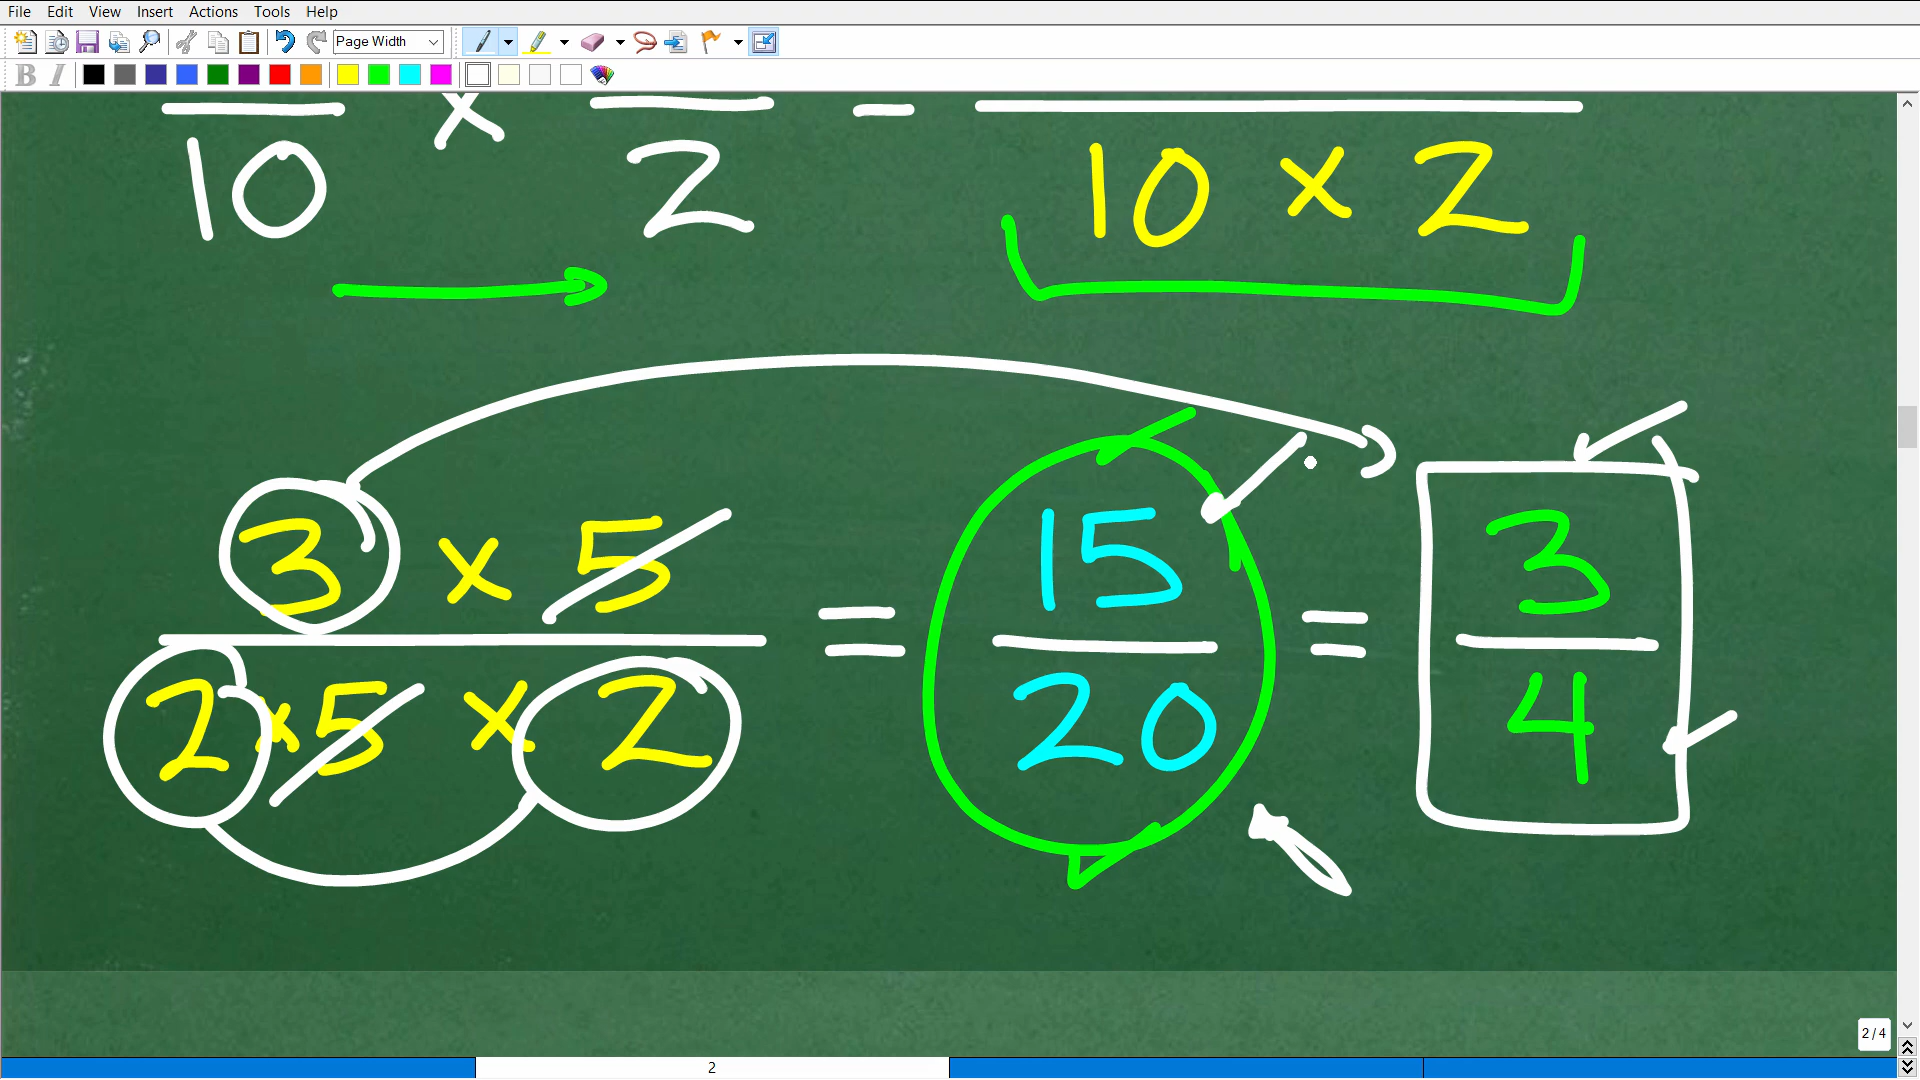 File Edit View Insert Actions Tools Help
Page Width
B I
10 × 2 = 10 × 2
3 × 5
2 × 5 × 2
= 15
20
= 3
4
2 / 4
2